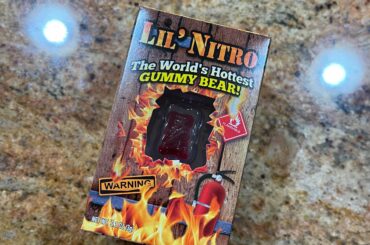 LIL' NITRO
The World's Hottest
GUMMY BEAR!
WARNING